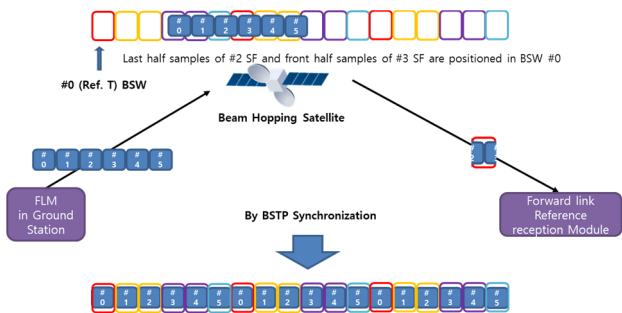 # 0 # 1 # 2 # 3 # 4 # 5
Last half samples of #2 SF and front half samples of #3 SF are positioned in BSW #0
#0 (Ref. T) BSW
Beam Hopping Satellite
# 0 # 1 # 2 # 3 # 4 # 5
FLM
in Ground
Station
Forward link
Reference
reception Module
By BSTP Synchronization
# 0 # 1 # 2 # 3 # 4 # 5 # 0 # 1 # 2 # 3 # 4 # 5 # 0 # 1 # 2 # 3 # 4 # 5